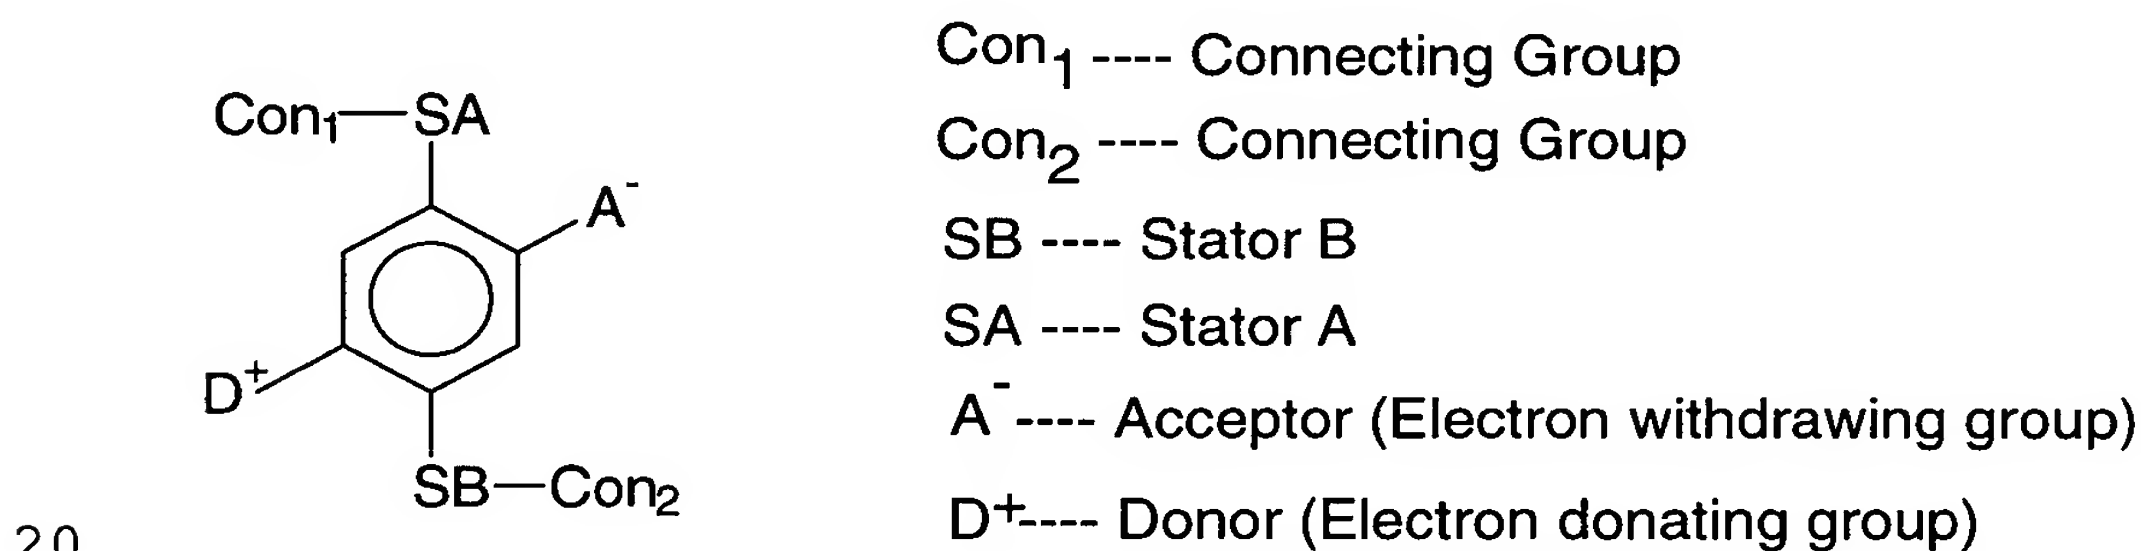 Con₁—SA
A⁻
D⁺
SB—Con₂
20
Con₁ ---- Connecting Group
Con₂ ---- Connecting Group
SB ---- Stator B
SA ---- Stator A
A⁻ ---- Acceptor (Electron withdrawing group)
D⁺ ---- Donor (Electron donating group)